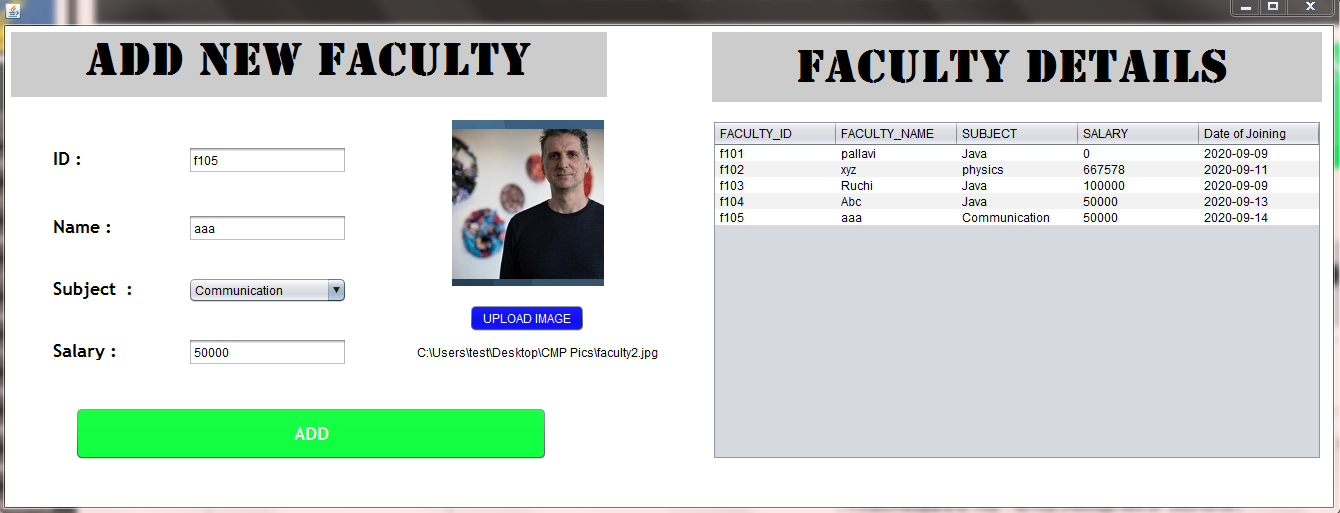 ADD NEW FACULTY
ID : f105
Name : aaa
Subject : Communication
Salary : 50000
UPLOAD IMAGE
C:\Users\test\Desktop\CMP Pics\faculty2.jpg
ADD
FACULTY DETAILS
FACULTY_ID FACULTY_NAME SUBJECT SALARY Date of Joining
f101 pallavi Java 0 2020-09-09
f102 xyz physics 667578 2020-09-11
f103 Ruchi Java 100000 2020-09-09
f104 Abc Java 50000 2020-09-13
f105 aaa Communication 50000 2020-09-14